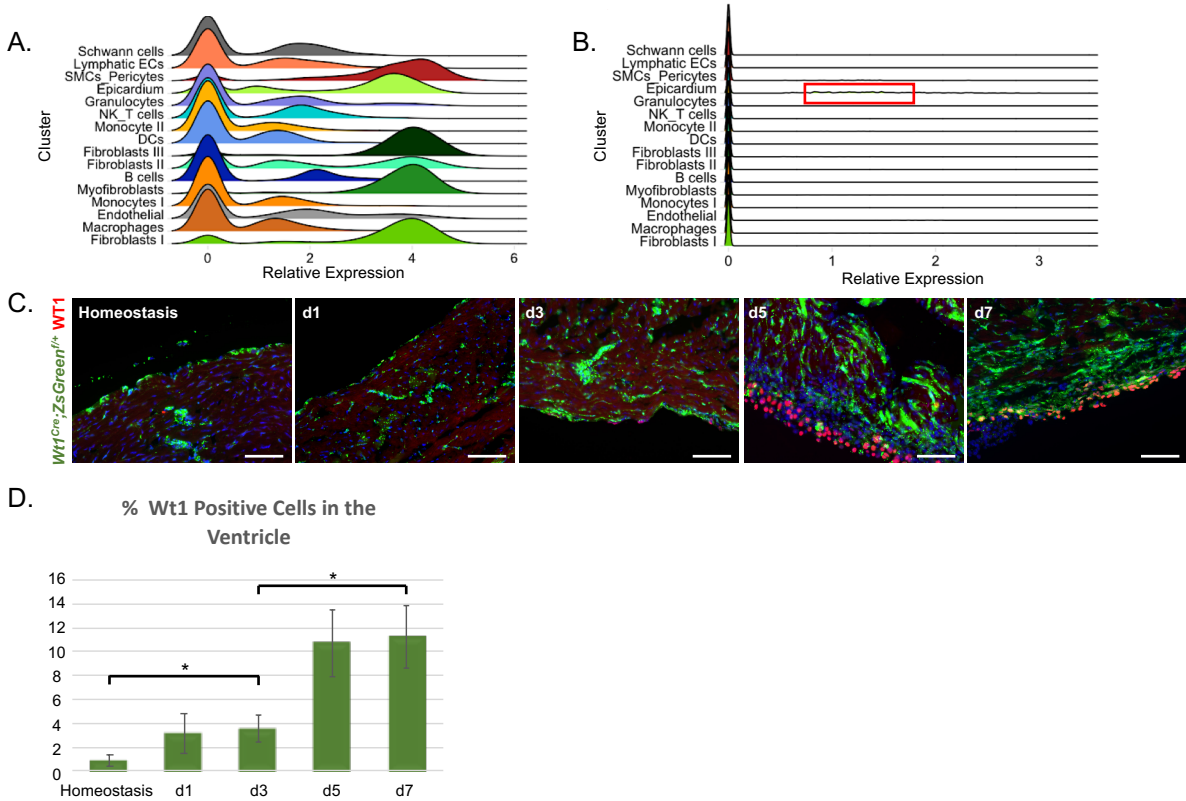 A.
Schwann cells
Lymphatic ECs
SMCs_Pericytes
Epicardium
Granulocytes
NK_T cells
Monocyte II
DCs
Fibroblasts III
Fibroblasts II
B cells
Myofibroblasts
Monocytes I
Endothelial
Macrophages
Fibroblasts I
Cluster
0 2 4 6
Relative Expression
B.
Schwann cells
Lymphatic ECs
SMCs_Pericytes
Epicardium
Granulocytes
NK_T cells
Monocyte II
DCs
Fibroblasts III
Fibroblasts II
B cells
Myofibroblasts
Monocytes I
Endothelial
Macrophages
Fibroblasts I
Cluster
0 1 2 3
Relative Expression
C.
Wt1Cre;ZsGreenf/+ WT1
Homeostasis
d1
d3
d5
d7
D.
% Wt1 Positive Cells in the
Ventricle
16
14
12
10
8
6
4
2
0
*
*
Homeostasis d1 d3 d5 d7